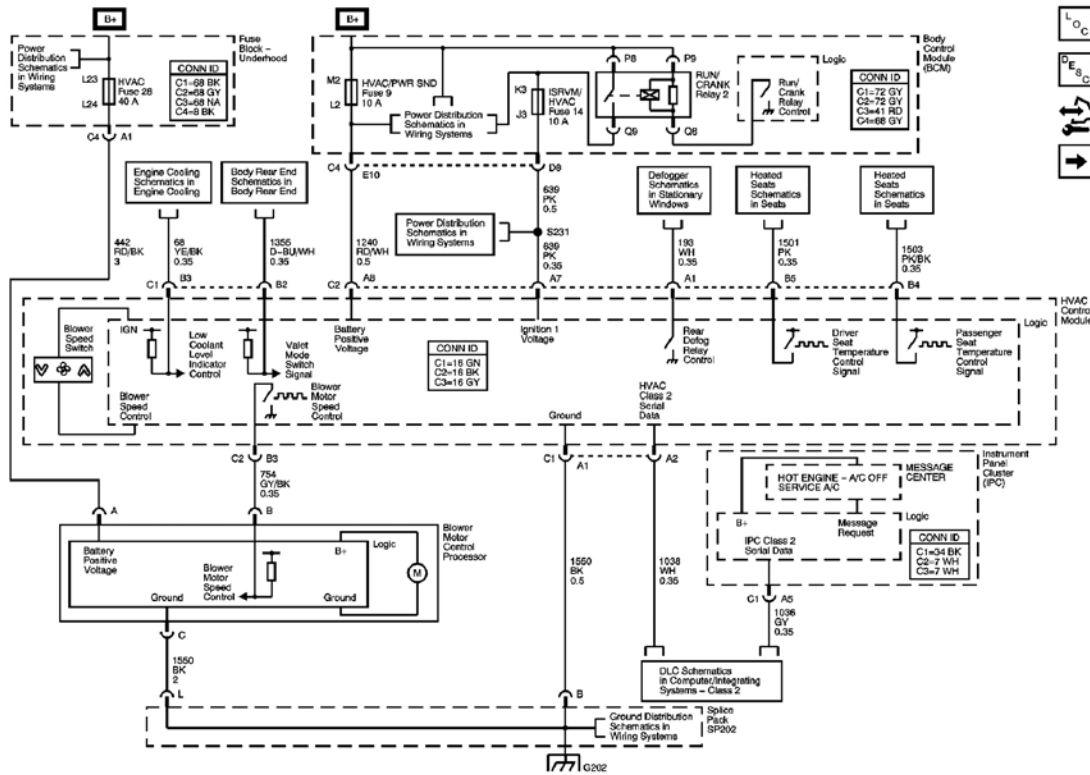 B+
B+
Power
Distribution
Schematics
in Wiring
Systems
L23
L24
HVAC
Fuse 28
40 A
CONN ID
C1=68 BK
C2=68 GY
C3=68 NA
C4=8 BK
Fuse
Block –
Underhood
C4
A1
M2
L2
HVAC/PWR SND
Fuse 9
10 A
Power Distribution
Schematics in
Wiring Systems
K3
J3
ISRVM/
HVAC
Fuse 14
10 A
P8
P9
RUN/
CRANK
Relay 2
Q9
Q8
Logic
Run/
Crank
Relay
Control
CONN ID
C1=72 GY
C2=72 GY
C3=41 RD
C4=68 GY
Body
Control
Module
(BCM)
L
O
C
D
E
S
C
C4
E10
D9
Engine Cooling
Schematics in
Engine Cooling
Body Rear End
Schematics in
Body Rear End
639
PK
0.5
Power Distribution
Schematics in
Wiring Systems
S231
Defogger
Schematics
in Stationary
Windows
Heated
Seats
Schematics
in Seats
Heated
Seats
Schematics
in Seats
442
RD/BK
3
68
YE/BK
0.35
1356
D-BU/WH
0.35
1240
RD/WH
0.5
639
PK
0.35
193
WH
0.35
1501
PK
0.35
1503
PK/BK
0.35
C1
B3
B2
C2
A8
A7
A1
B5
B4
HVAC
Control
Module
Logic
Blower
Speed
Switch
IGN
Low
Coolant
Level
Indicator
Control
Valet
Mode
Switch
Signal
Battery
Positive
Voltage
CONN ID
C1=16 GN
C2=16 BK
C3=16 GY
Ignition 1
Voltage
Rear
Defog
Relay
Control
Driver
Seat
Temperature
Control
Signal
Passenger
Seat
Temperature
Control
Signal
Blower
Speed
Control
Blower
Motor
Speed
Control
Ground
HVAC
Class 2
Serial
Data
C2
B3
C1
A1
A2
754
GY/BK
0.35
A
B
Blower
Motor
Control
Processor
Battery
Positive
Voltage
Blower
Motor
Speed
Control
B+
Logic
M
Ground
Ground
C
1550
BK
2
L
1550
BK
0.5
B
1038
WH
0.35
Instrument
Panel
Cluster
(IPC)
HOT ENGINE – A/C OFF
SERVICE A/C
MESSAGE
CENTER
B+
Message
Request
Logic
IPC Class 2
Serial Data
CONN ID
C1=34 BK
C2=7 WH
C3=7 WH
C1
A5
1036
GY
0.35
DLC Schematics
in Computer/Integrating
Systems – Class 2
Ground Distribution
Schematics in
Wiring Systems
Splice
Pack
SP202
G202